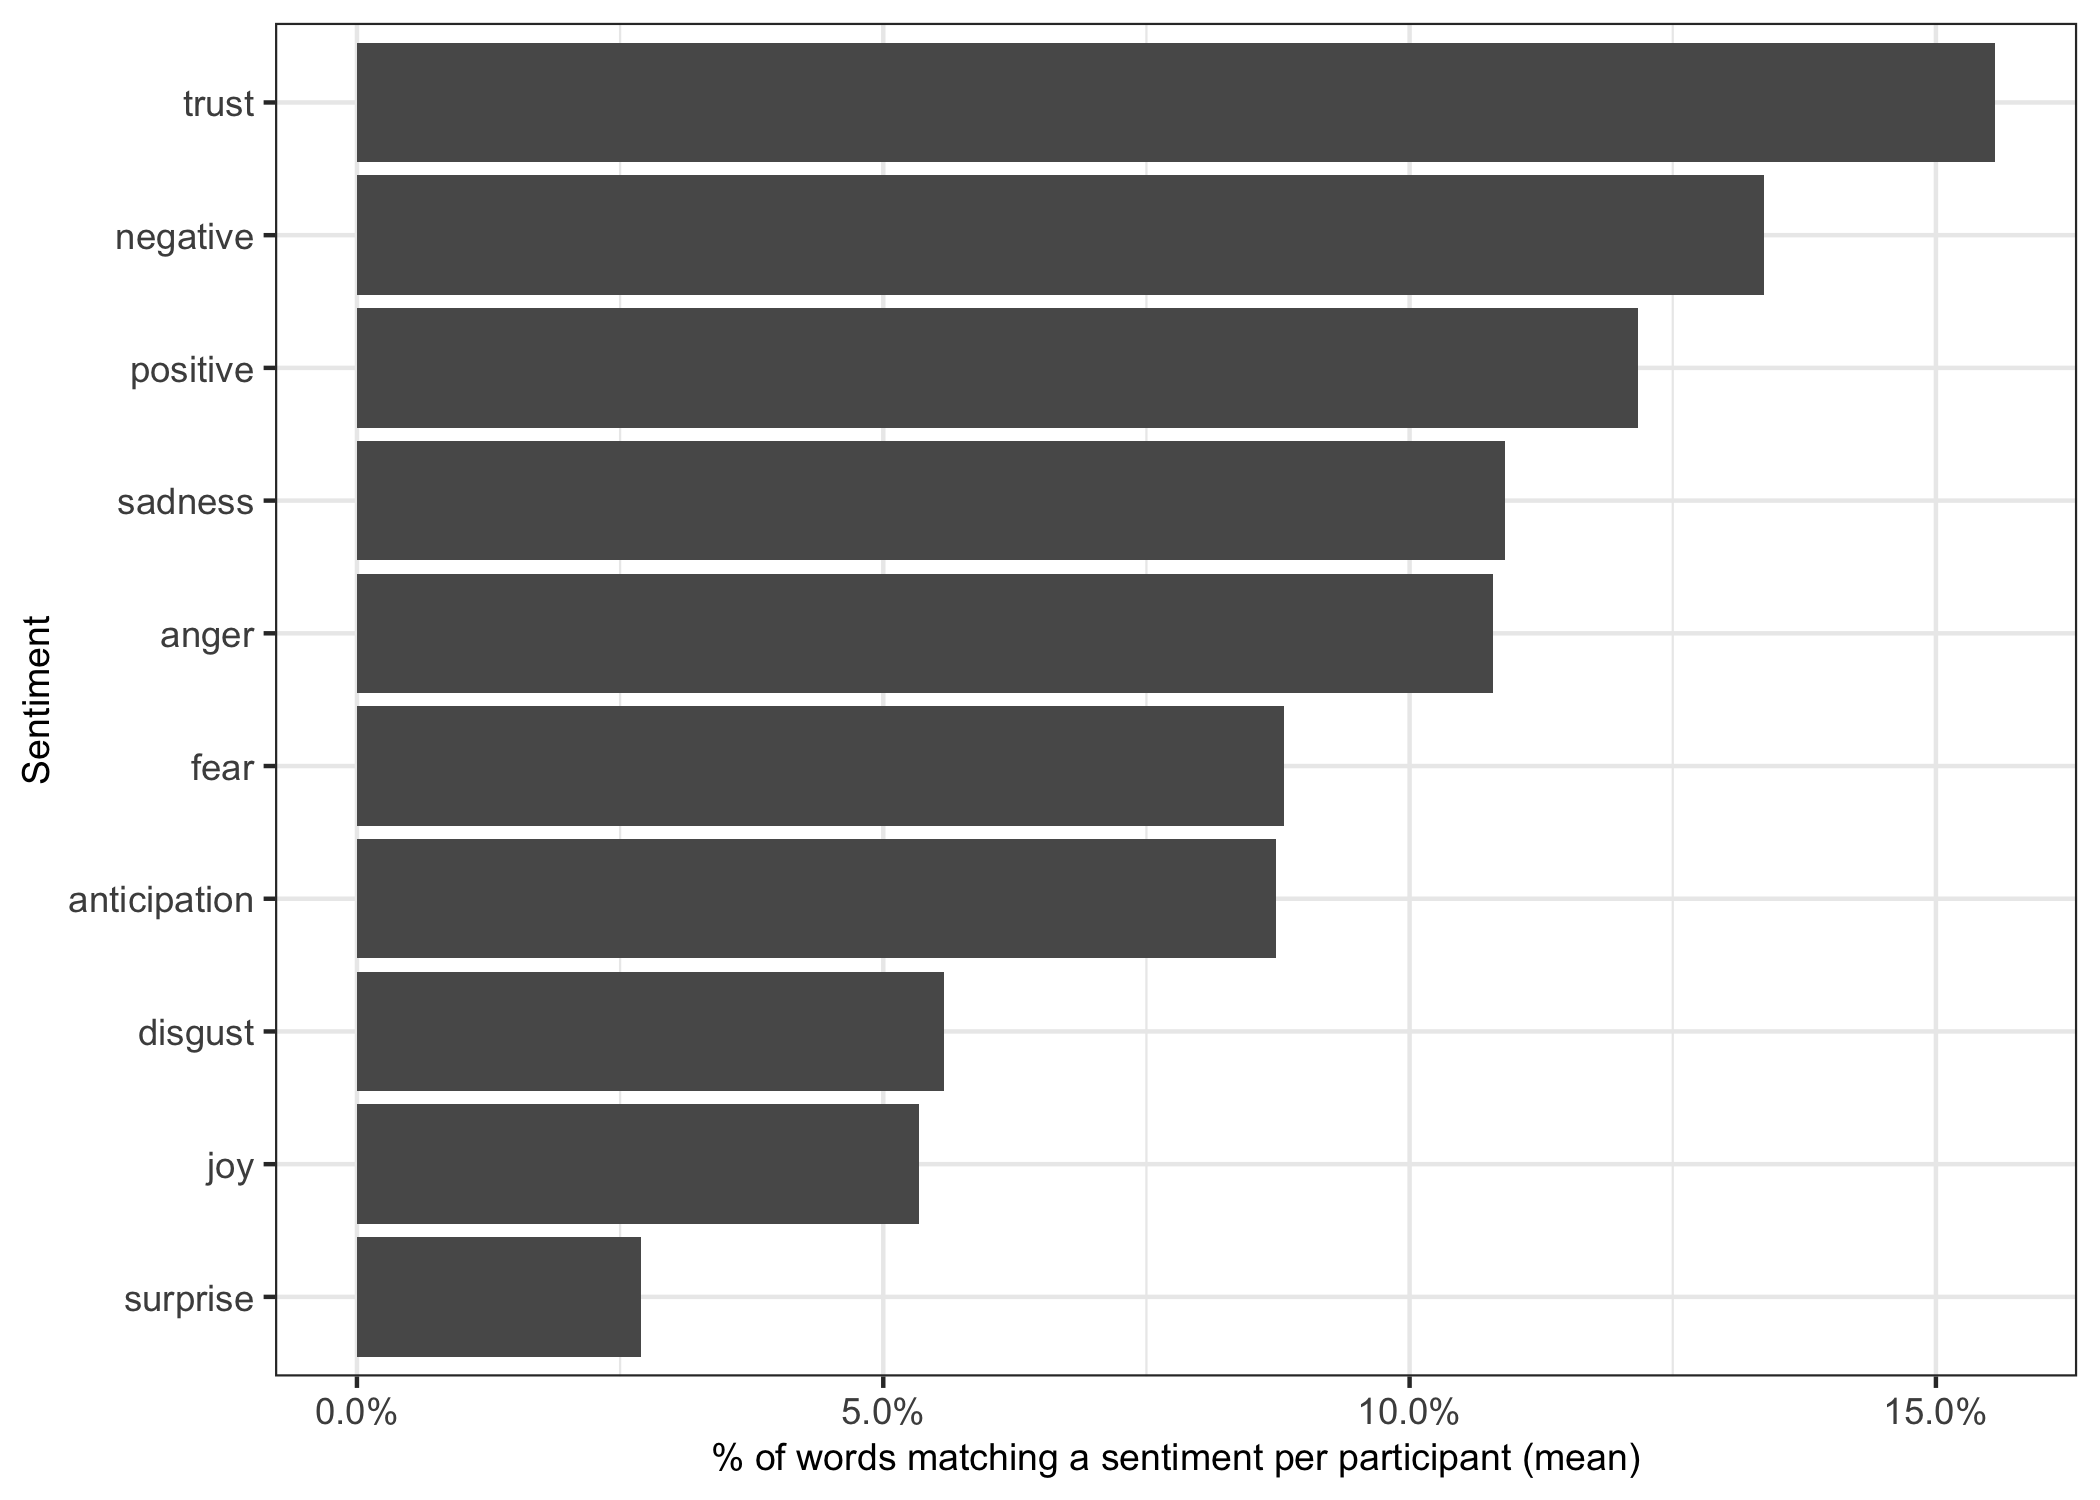 trust
negative
positive
sadness
anger
fear
anticipation
disgust
joy
surprise
Sentiment
0.0% 5.0% 10.0% 15.0%
% of words matching a sentiment per participant (mean)